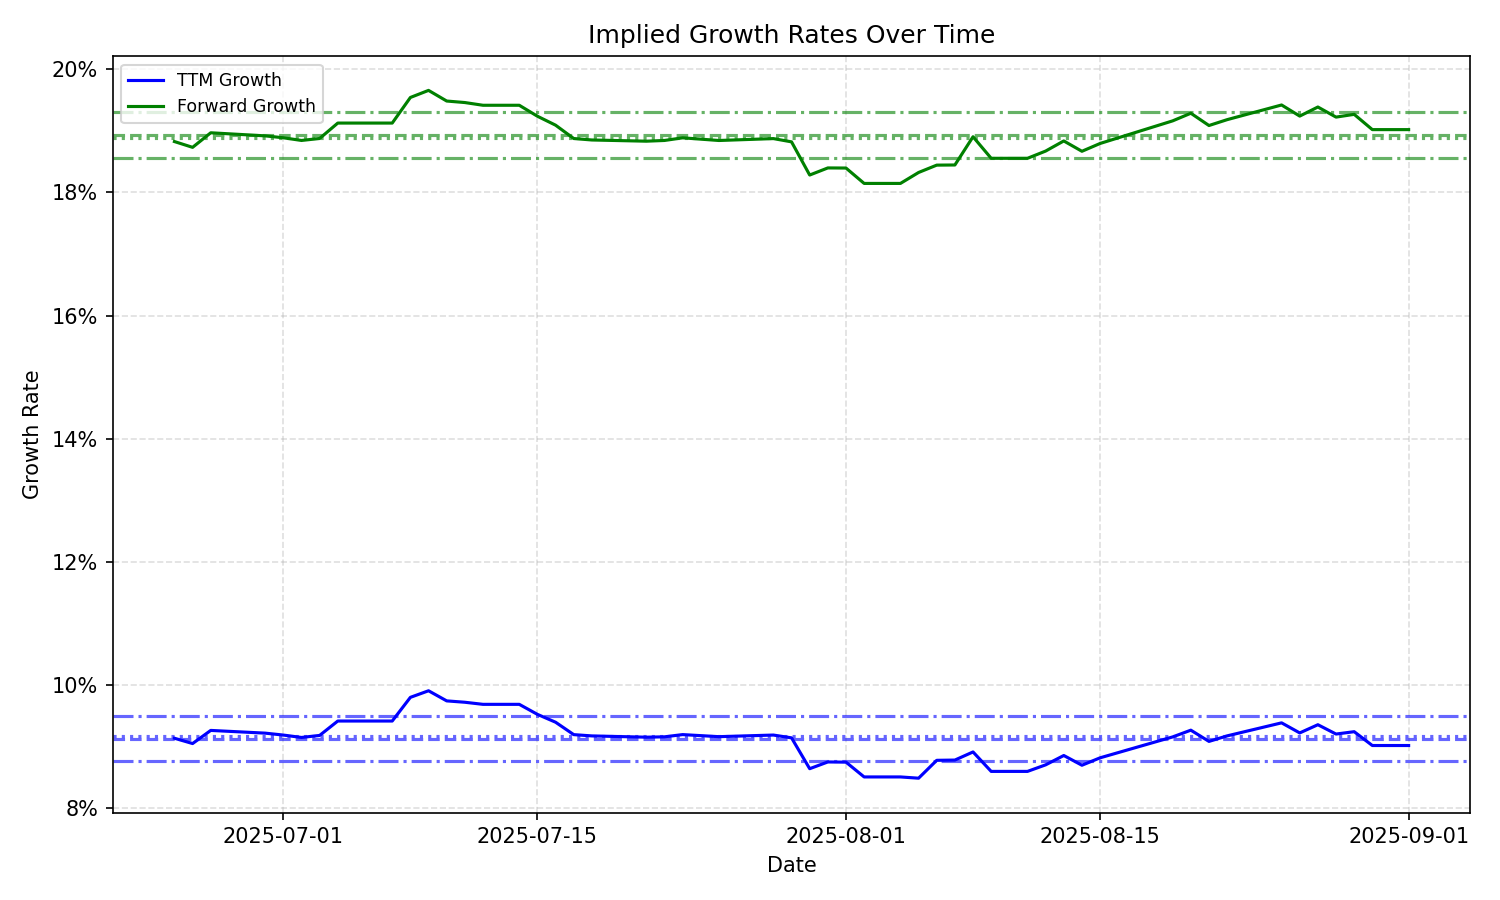 Implied Growth Rates Over Time
TTM Growth
Forward Growth
20%
18%
16%
14%
12%
10%
8%
Growth Rate
2025-07-01
2025-07-15
2025-08-01
2025-08-15
2025-09-01
Date